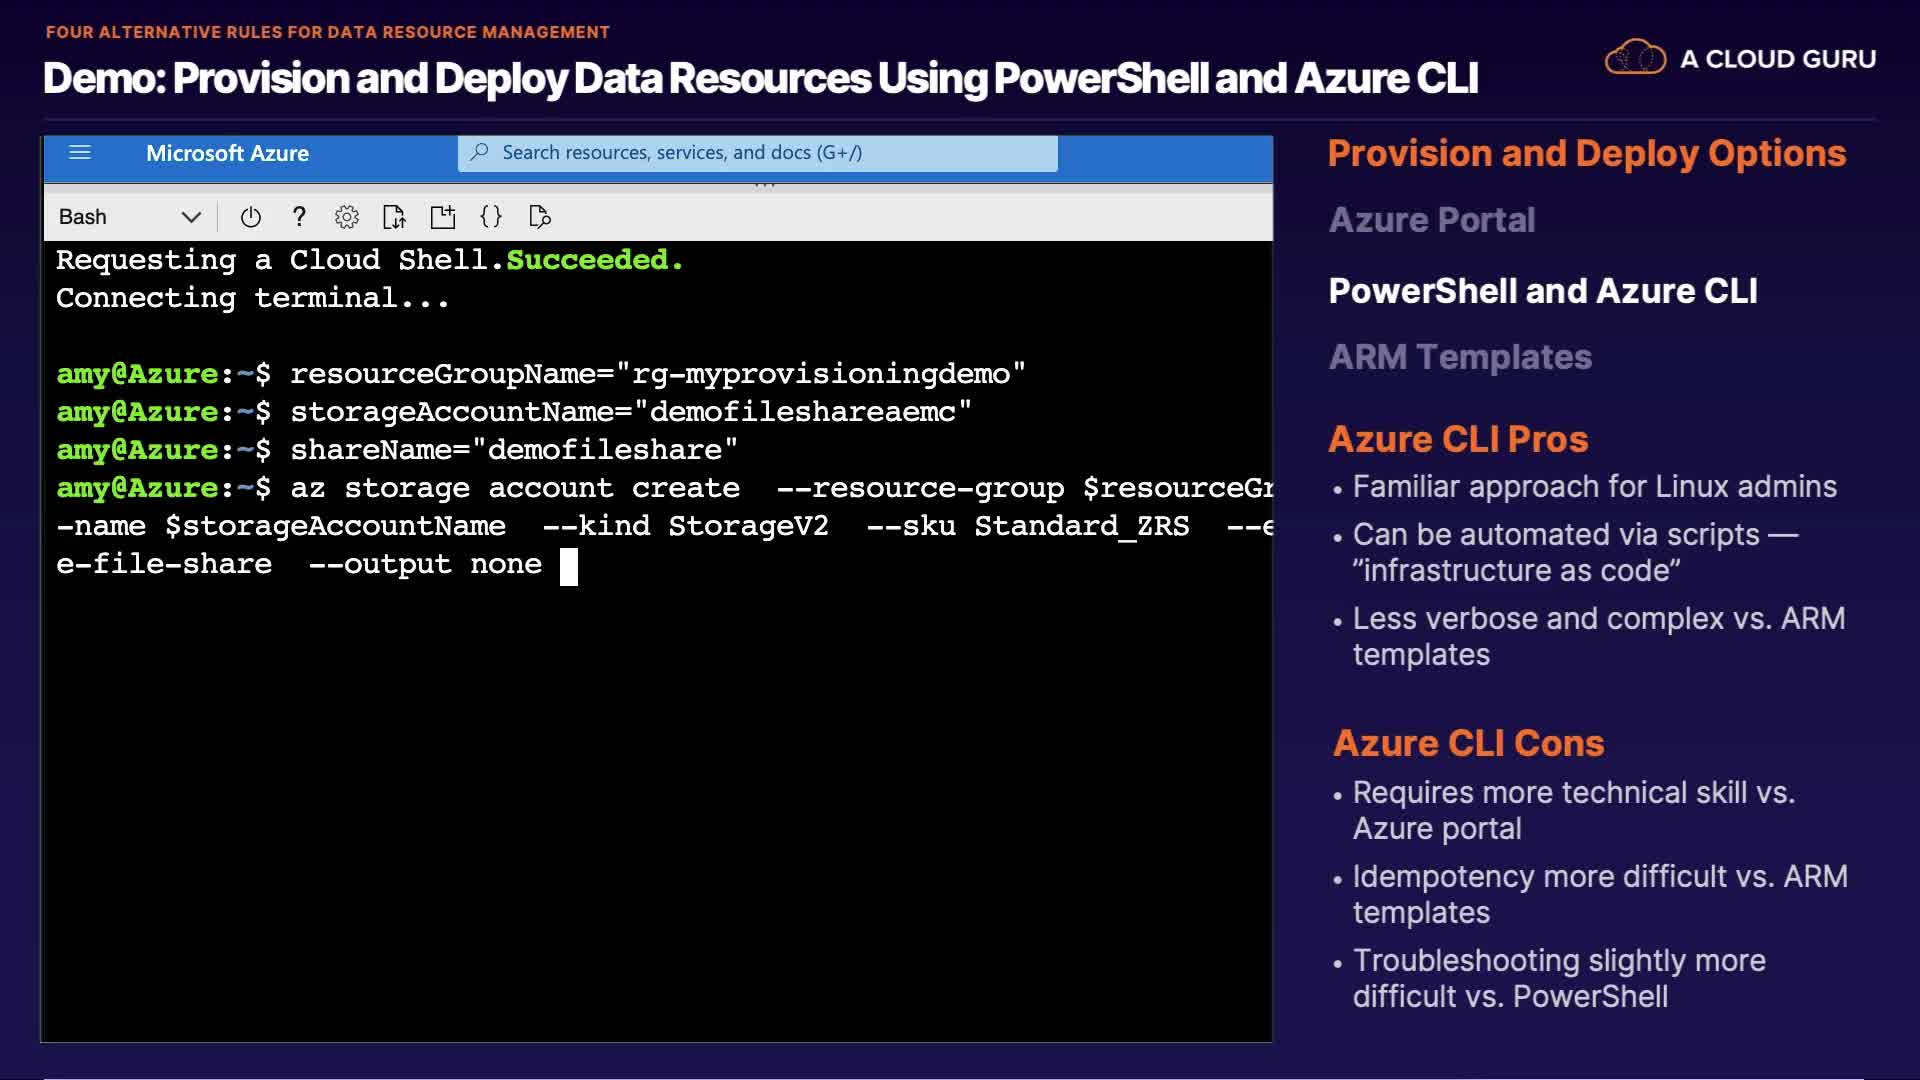 FOUR ALTERNATIVE RULES FOR DATA RESOURCE MANAGEMENT
Demo: Provision and Deploy Data Resources Using PowerShell and Azure CLI
A CLOUD GURU
Microsoft Azure
Search resources, services, and docs (G+/)
Bash
Requesting a Cloud Shell.Succeeded.
Connecting terminal...
amy@Azure:~$ resourceGroupName="rg-myprovisioningdemo"
amy@Azure:~$ storageAccountName="demofileshareaemc"
amy@Azure:~$ shareName="demofileshare"
amy@Azure:~$ az storage account create  --resource-group $resourceGr
-name $storageAccountName  --kind StorageV2  --sku Standard_ZRS  --e
e-file-share  --output none
Provision and Deploy Options
Azure Portal
PowerShell and Azure CLI
ARM Templates
Azure CLI Pros
• Familiar approach for Linux admins
• Can be automated via scripts —
”infrastructure as code”
• Less verbose and complex vs. ARM
templates
Azure CLI Cons
• Requires more technical skill vs.
Azure portal
• Idempotency more difficult vs. ARM
templates
• Troubleshooting slightly more
difficult vs. PowerShell